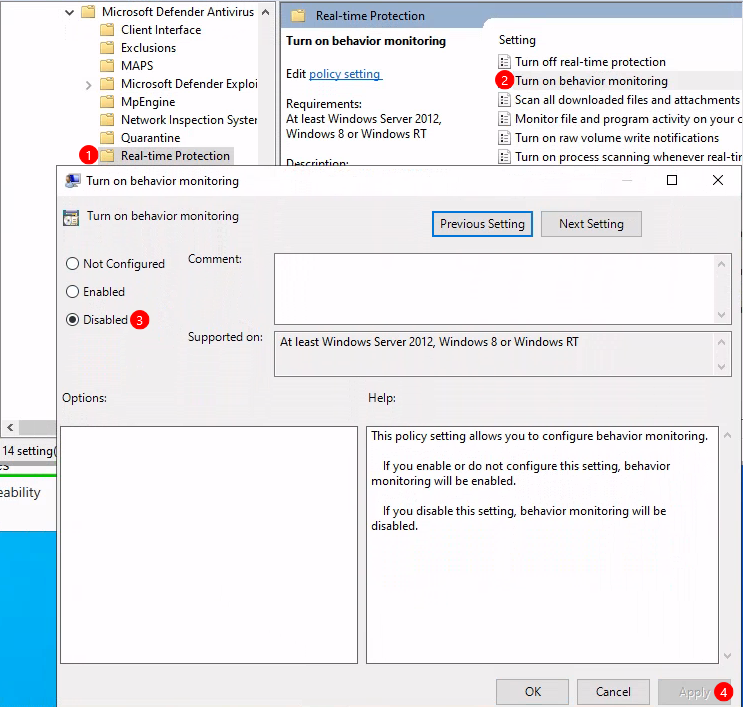 Microsoft Defender Antivirus
Client Interface
Exclusions
MAPS
Microsoft Defender Exploi
MpEngine
Network Inspection Syster
Quarantine
1 Real-time Protection
Real-time Protection
Turn on behavior monitoring
Edit policy setting
Requirements:
At least Windows Server 2012,
Windows 8 or Windows RT
Description:
Setting
Turn off real-time protection
2 Turn on behavior monitoring
Scan all downloaded files and attachments
Monitor file and program activity on your c
Turn on raw volume write notifications
Turn on process scanning whenever real-tir
14 setting(
eability
Turn on behavior monitoring
Turn on behavior monitoring
Previous Setting
Next Setting
Not Configured
Enabled
Disabled 3
Comment:
Supported on:
At least Windows Server 2012, Windows 8 or Windows RT
Options:
Help:
This policy setting allows you to configure behavior monitoring.
If you enable or do not configure this setting, behavior
monitoring will be enabled.
If you disable this setting, behavior monitoring will be
disabled.
OK
Cancel
Apply 4